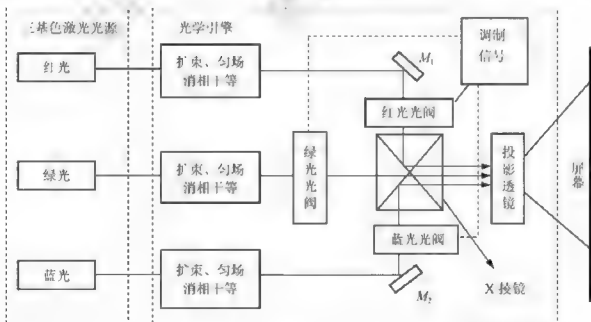 三基色激光光源
光学引擎
红光
扩束、匀场
消相干等
M₁
调制
信号
红光光阀
绿光
扩束、匀场
消相干等
绿光光阀
投影透镜
屏幕
蓝光
扩束、匀场
消相干等
蓝光光阀
M₂
X 棱镜